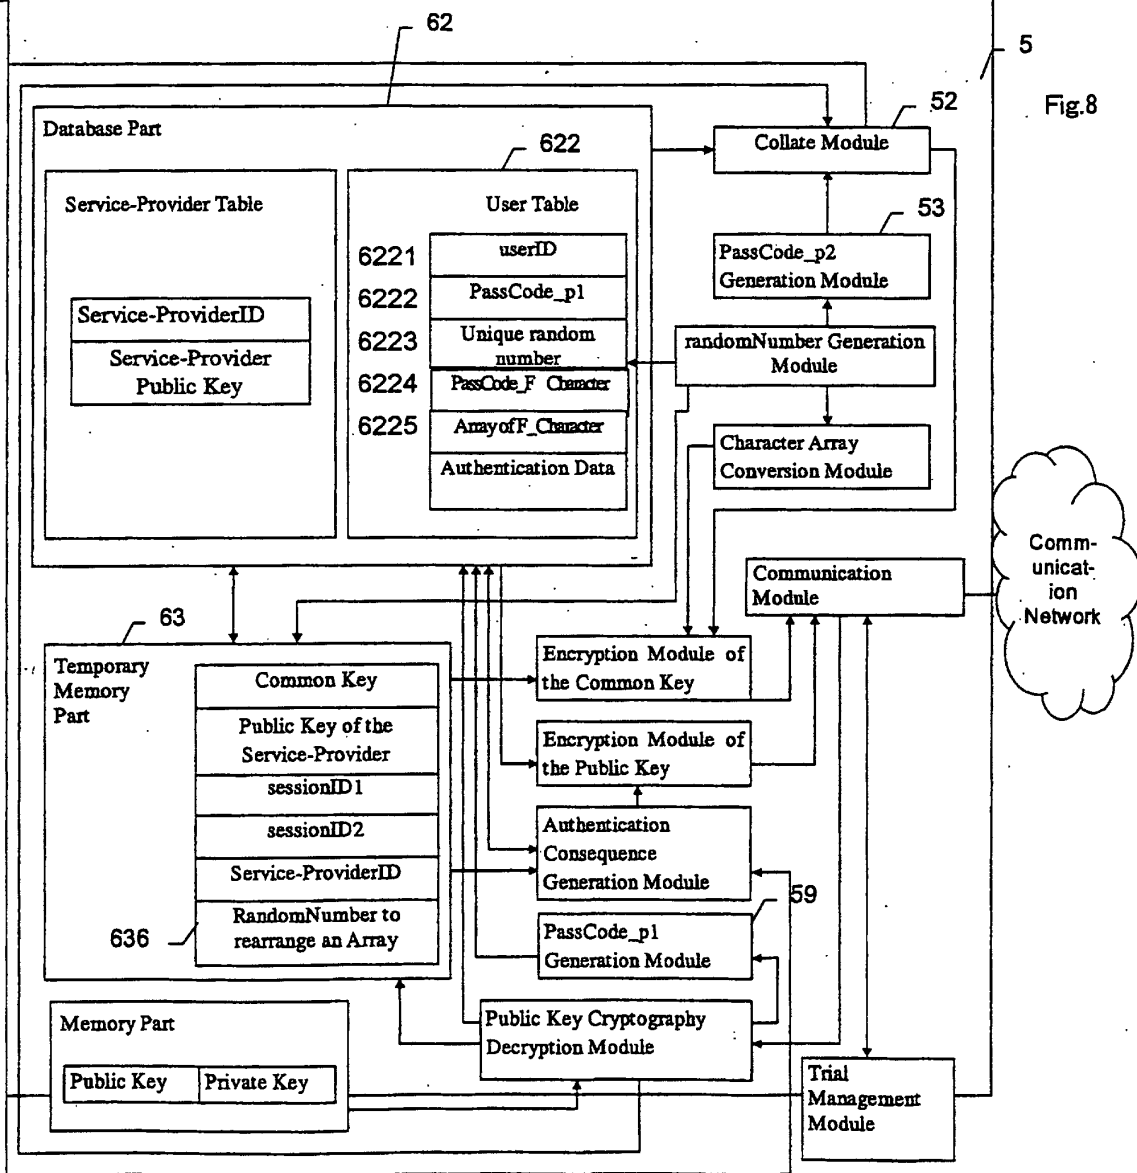 62
5
Fig.8
Database Part
52
Collate Module
622
Service-Provider Table
User Table
53
PassCode_p2
Generation Module
6221
userID
6222
PassCode_p1
6223
Unique random
number
6224
PassCode_F Character
6225
ArrayofF_Character
Authentication Data
Service-ProviderID
Service-Provider
Public Key
randomNumber Generation
Module
Character Array
Conversion Module
Communication
Module
Comm-
unicat-
ion
Network
63
Temporary
Memory
Part
Common Key
Public Key of the
Service-Provider
sessionID1
sessionID2
Service-ProviderID
636
RandomNumber to
rearrange an Array
Encryption Module of
the Common Key
Encryption Module of
the Public Key
Authentication
Consequence
Generation Module
59
PassCode_p1
Generation Module
Memory Part
Public Key
Private Key
Public Key Cryptography
Decryption Module
Trial
Management
Module